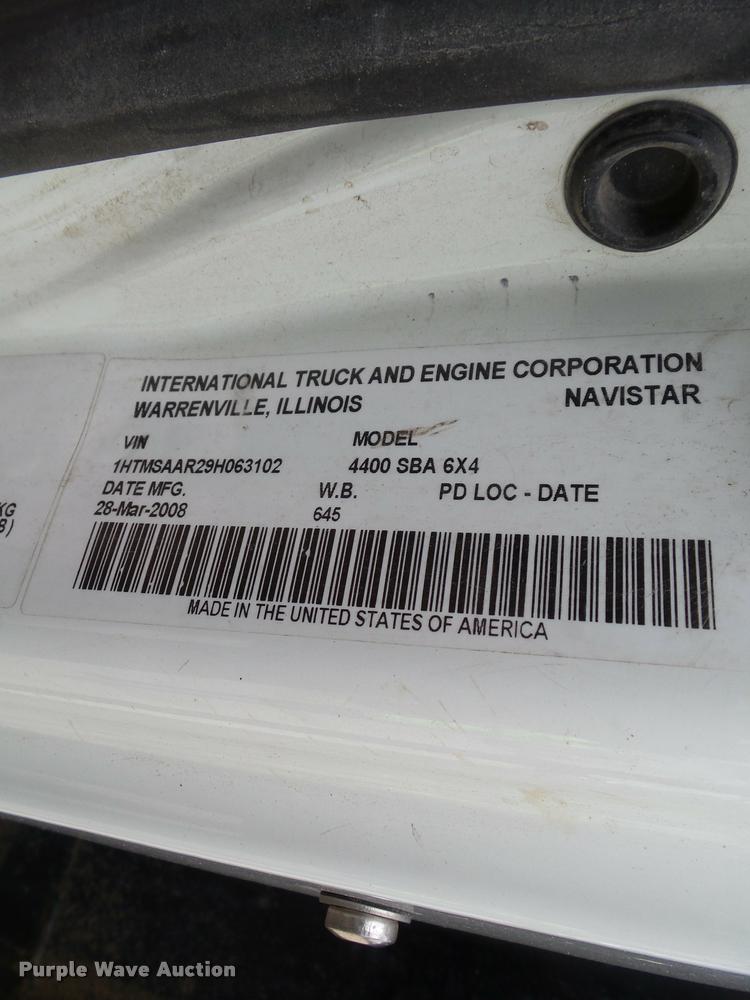 INTERNATIONAL TRUCK AND ENGINE CORPORATION
WARRENVILLE, ILLINOIS NAVISTAR
VIN MODEL
1HTMSAAR29H063102 4400 SBA 6X4
DATE MFG. W.B. PD LOC - DATE
28-Mar-2008 645
MADE IN THE UNITED STATES OF AMERICA
KG
B)
Purple Wave Auction